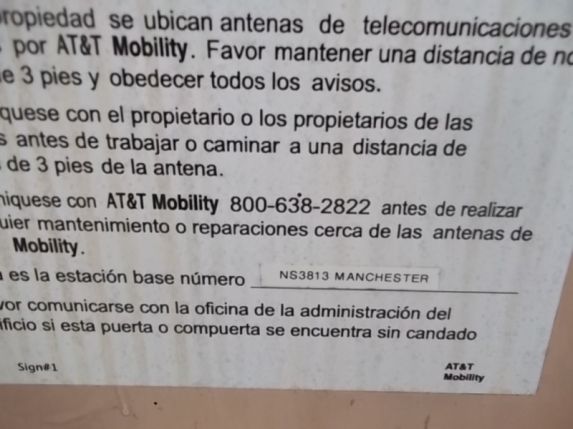 propiedad se ubican antenas de telecomunicaciones
por AT&T Mobility. Favor mantener una distancia de no
de 3 pies y obedecer todos los avisos.
quese con el propietario o los propietarios de las
s antes de trabajar o caminar a una distancia de
de 3 pies de la antena.
niquese con AT&T Mobility 800-638-2822 antes de realizar
uier mantenimiento o reparaciones cerca de las antenas de
Mobility.
a es la estación base número NS3813 MANCHESTER
vor comunicarse con la oficina de la administración del
ificio si esta puerta o compuerta se encuentra sin candado
Sign#1
AT&T
Mobility